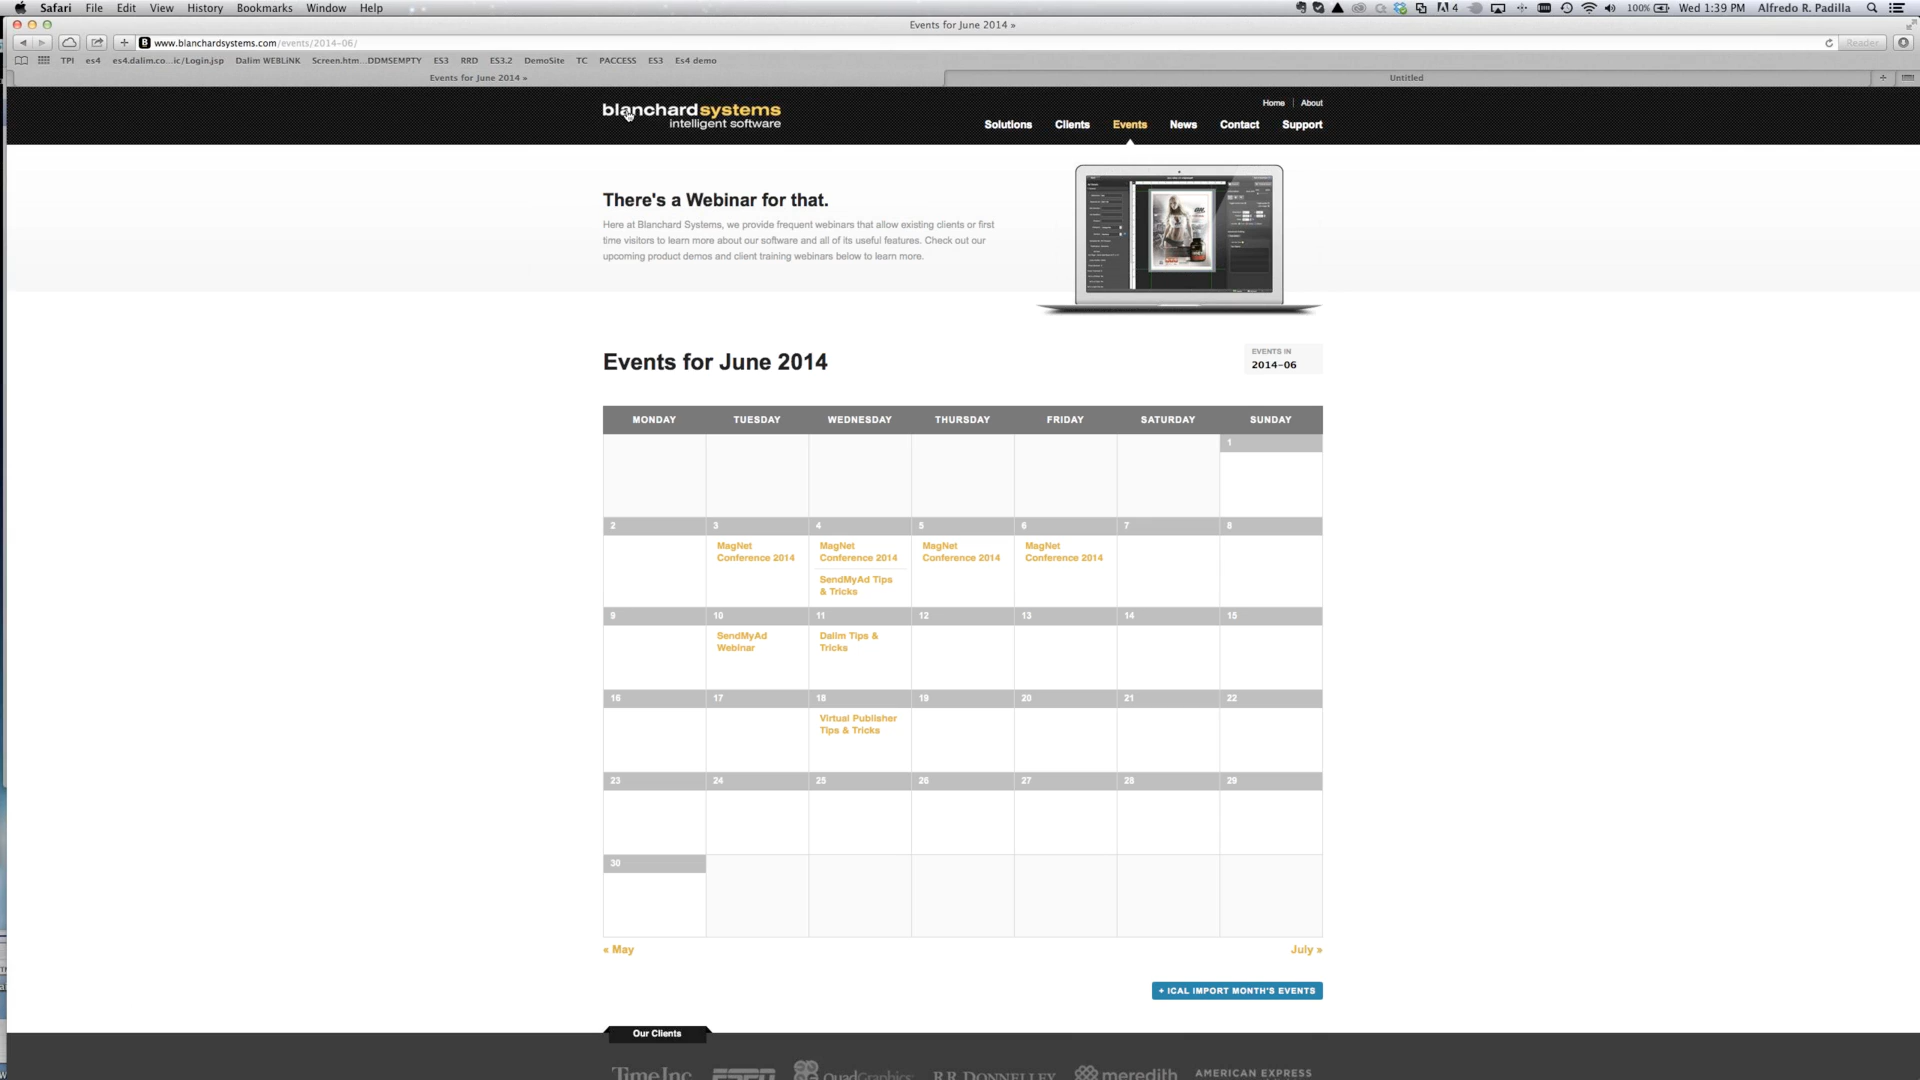 Safari File Edit View History Bookmarks Window Help 4 100% Wed 1:39 PM Alfredo R. Padilla
Events for June 2014 »
www.blanchardsystems.com/events/2014-06/ Reader
TPI es4 es4.dalim.co...ic/Login.jsp Dalim WEBLiNK Screen.htm...DDMSEMPTY ES3 RRD ES3.2 DemoSite TC PACCESS ES3 Es4 demo
Events for June 2014 » Untitled
blanchardsystems
intelligent software
Home About
Solutions Clients Events News Contact Support
There's a Webinar for that.
Here at Blanchard Systems, we provide frequent webinars that allow existing clients or first
time visitors to learn more about our software and all of its useful features. Check out our
upcoming product demos and client training webinars below to learn more.
Events for June 2014
EVENTS IN
2014-06
MONDAY TUESDAY WEDNESDAY THURSDAY FRIDAY SATURDAY SUNDAY
1
2 3 4 5 6 7 8
MagNet Conference 2014
MagNet Conference 2014
SendMyAd Tips & Tricks
MagNet Conference 2014
MagNet Conference 2014
9 10 11 12 13 14 15
SendMyAd Webinar
Dalim Tips & Tricks
16 17 18 19 20 21 22
Virtual Publisher Tips & Tricks
23 24 25 26 27 28 29
30
« May July »
+ ICAL IMPORT MONTH'S EVENTS
Our Clients
Time Inc ESPN QuadGraphics R.R. DONNELLEY meredith AMERICAN EXPRESS